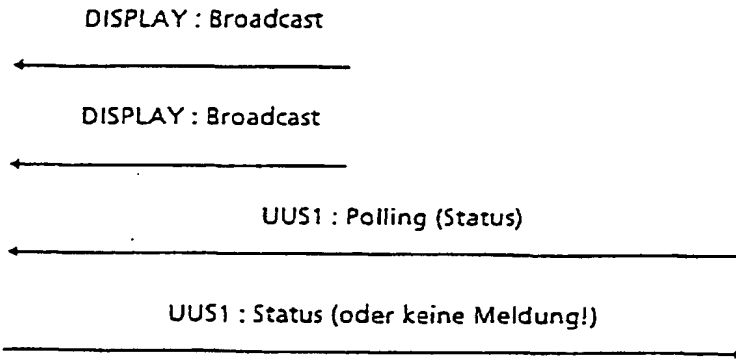 DISPLAY : Broadcast
DISPLAY : Broadcast
UUS1 : Polling (Status)
UUS1 : Status (oder keine Meldung!)